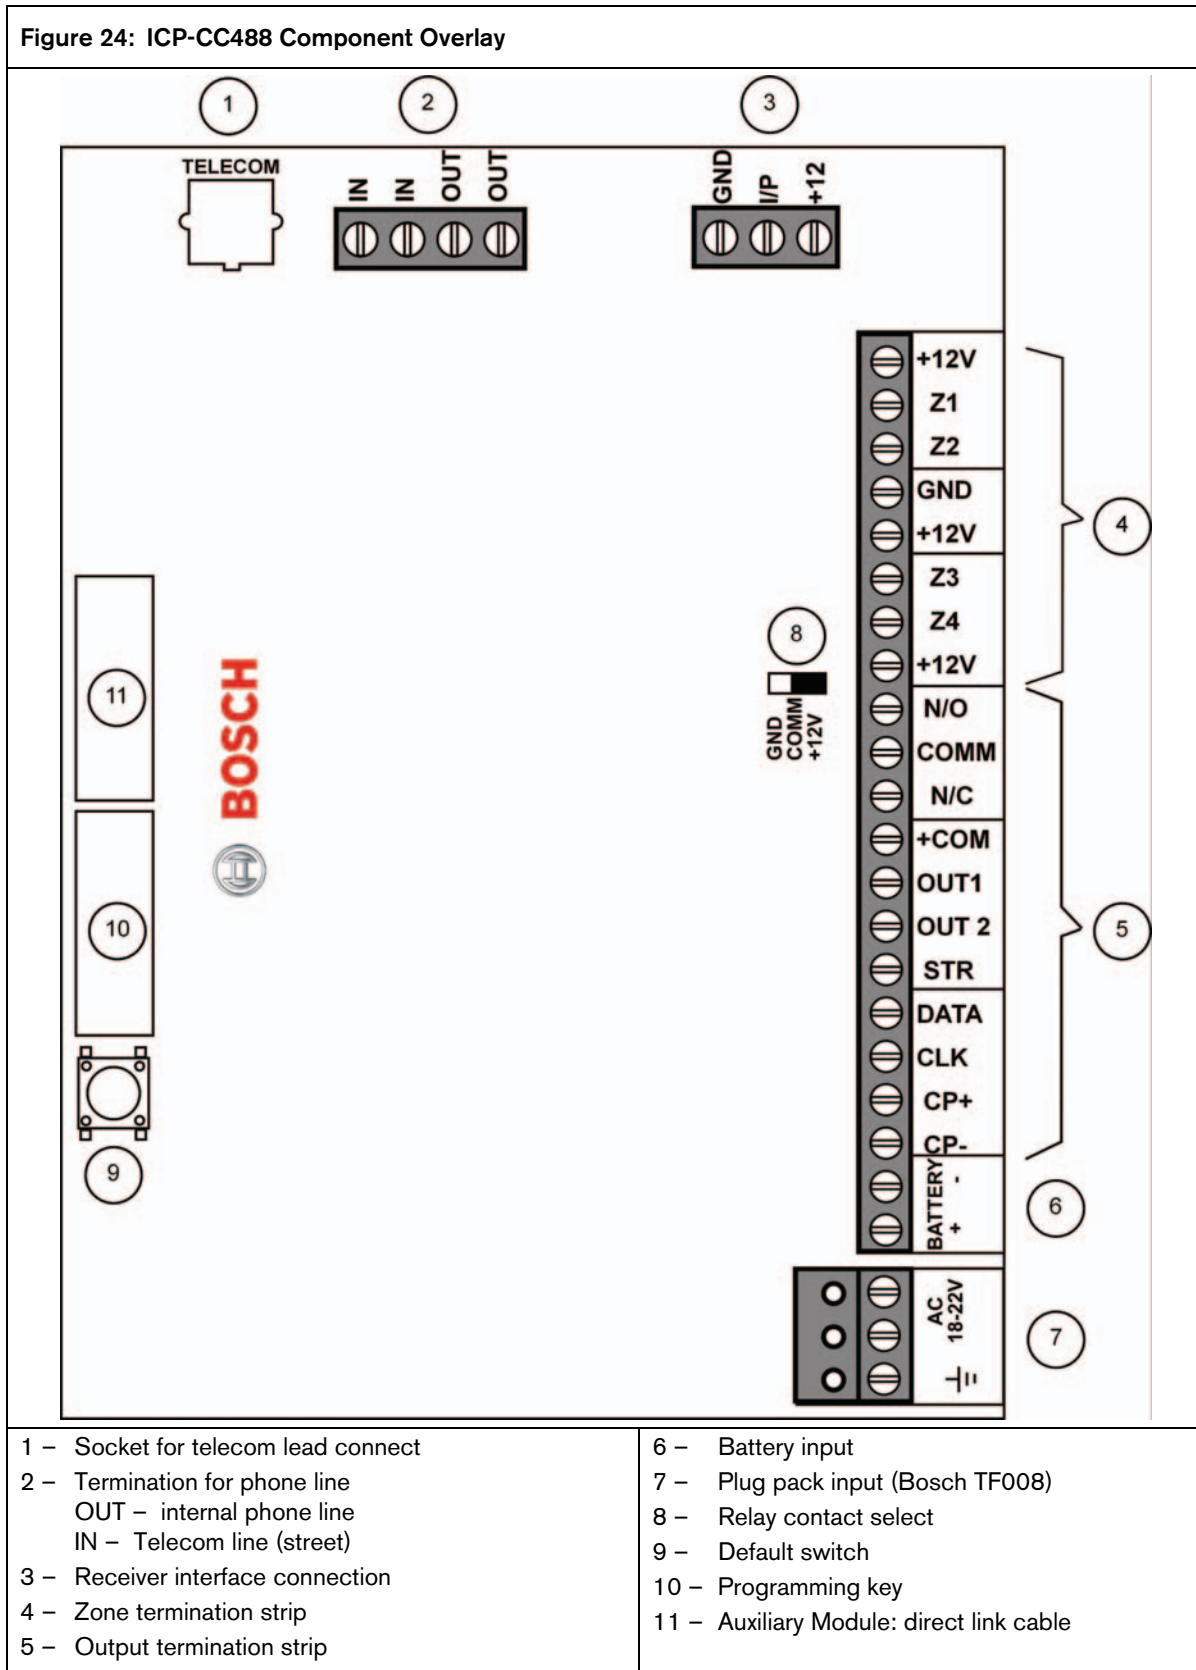 Figure 24: ICP-CC488 Component Overlay
1
2
3
TELECOM
IN
IN
OUT
OUT
GND
I/P
+12
+12V
Z1
Z2
GND
+12V
4
Z3
Z4
+12V
8
GND
COMM
+12V
11
BOSCH
N/O
COMM
N/C
+COM
OUT1
OUT 2
STR
5
10
DATA
CLK
CP+
CP-
9
BATTERY
-
+
6
AC
18-22V
7
1 – Socket for telecom lead connect
2 – Termination for phone line
OUT – internal phone line
IN – Telecom line (street)
3 – Receiver interface connection
4 – Zone termination strip
5 – Output termination strip
6 – Battery input
7 – Plug pack input (Bosch TF008)
8 – Relay contact select
9 – Default switch
10 – Programming key
11 – Auxiliary Module: direct link cable